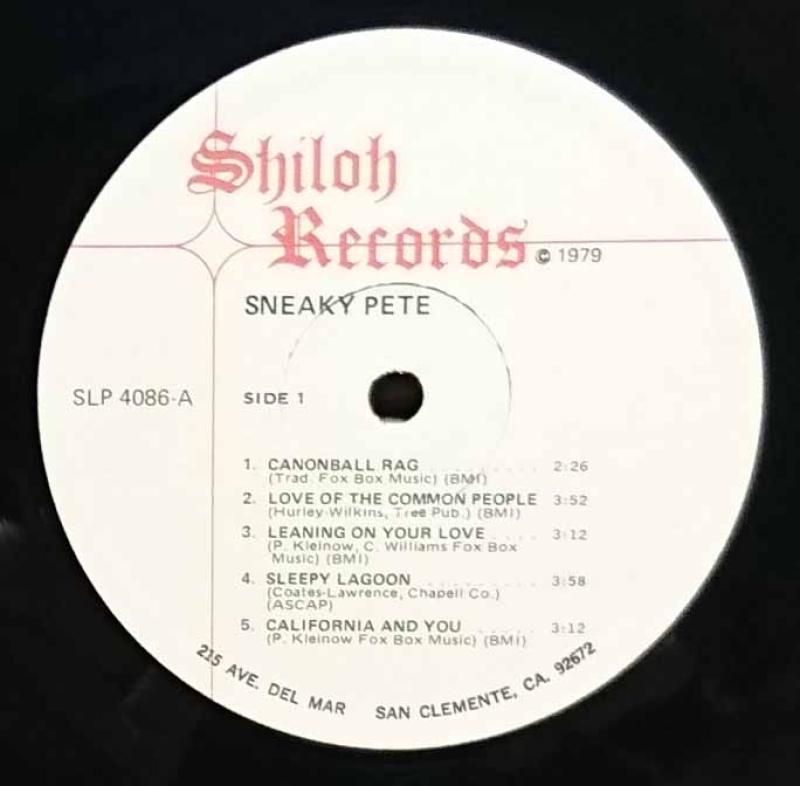 Shiloh
Records © 1979
SNEAKY PETE
SLP 4086-A SIDE 1
1. CANONBALL RAG . . . . . . . . . . 2:26
(Trad. Fox Box Music) (BMI)
2. LOVE OF THE COMMON PEOPLE 3:52
(Hurley-Wilkins, Tree Pub.) (BMI)
3. LEANING ON YOUR LOVE . . . . 3:12
(P. Kleinow, C. Williams Fox Box
Music) (BMI)
4. SLEEPY LAGOON . . . . . . . . . . 3:58
(Coates-Lawrence, Chapell Co.)
(ASCAP)
5. CALIFORNIA AND YOU . . . . . 3:12
(P. Kleinow Fox Box Music) (BMI)
215 AVE. DEL MAR SAN CLEMENTE, CA. 92672